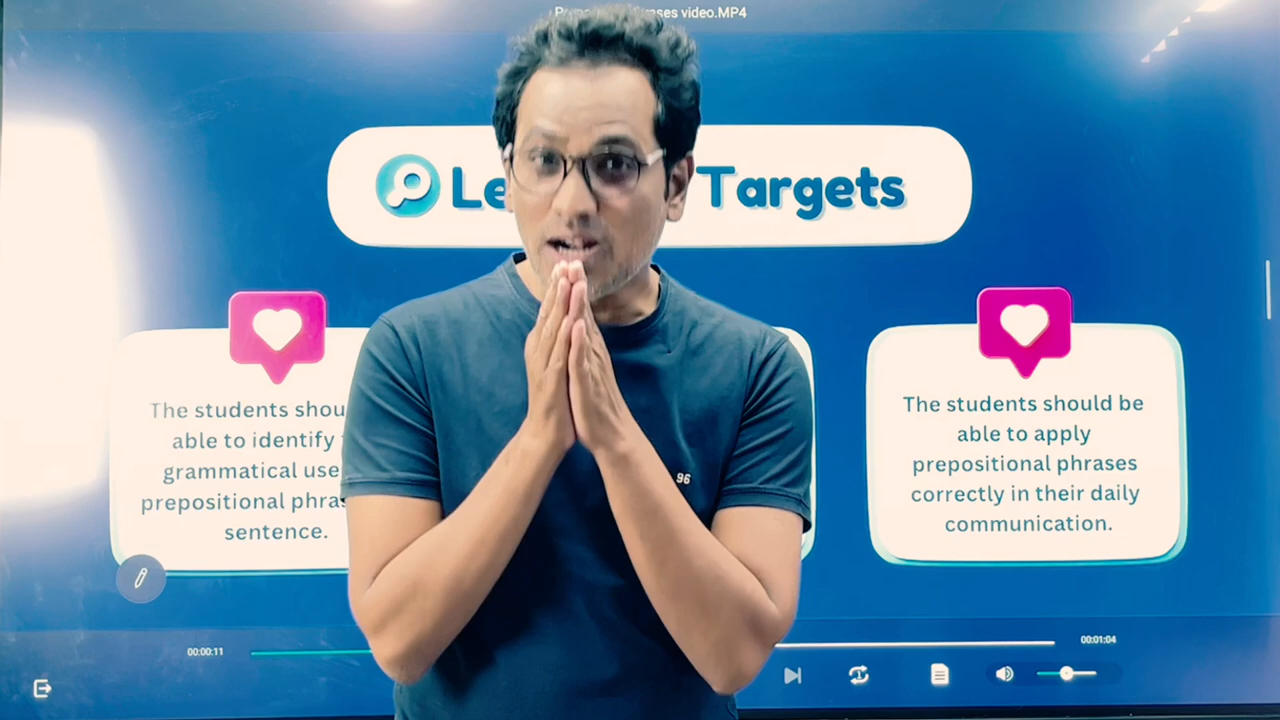 ses video.MP4
Le Targets
The students shou
able to identify
grammatical use
prepositional phras
sentence.
The students should be
able to apply
prepositional phrases
correctly in their daily
communication.
96
00:00:11
00:01:04